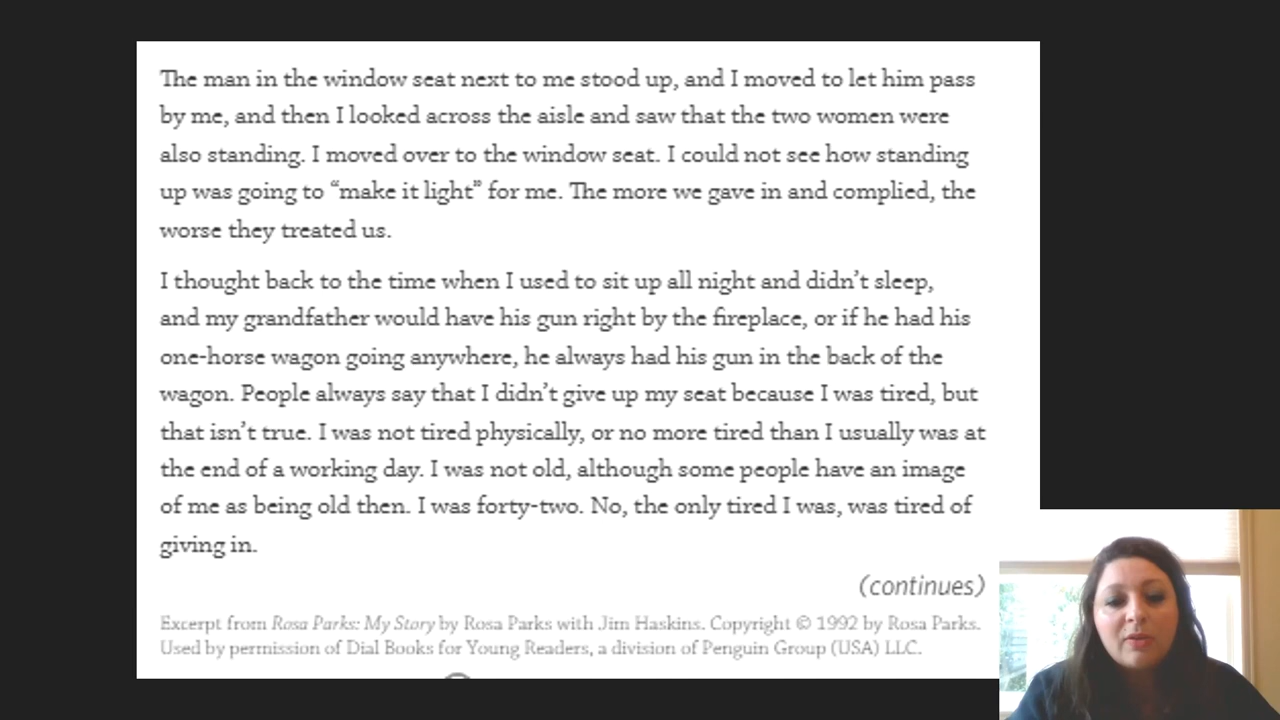 The man in the window seat next to me stood up, and I moved to let him pass
by me, and then I looked across the aisle and saw that the two women were
also standing. I moved over to the window seat. I could not see how standing
up was going to “make it light” for me. The more we gave in and complied, the
worse they treated us.
I thought back to the time when I used to sit up all night and didn’t sleep,
and my grandfather would have his gun right by the fireplace, or if he had his
one-horse wagon going anywhere, he always had his gun in the back of the
wagon. People always say that I didn’t give up my seat because I was tired, but
that isn’t true. I was not tired physically, or no more tired than I usually was at
the end of a working day. I was not old, although some people have an image
of me as being old then. I was forty-two. No, the only tired I was, was tired of
giving in.
(continues)
Excerpt from Rosa Parks: My Story by Rosa Parks with Jim Haskins. Copyright © 1992 by Rosa Parks.
Used by permission of Dial Books for Young Readers, a division of Penguin Group (USA) LLC.